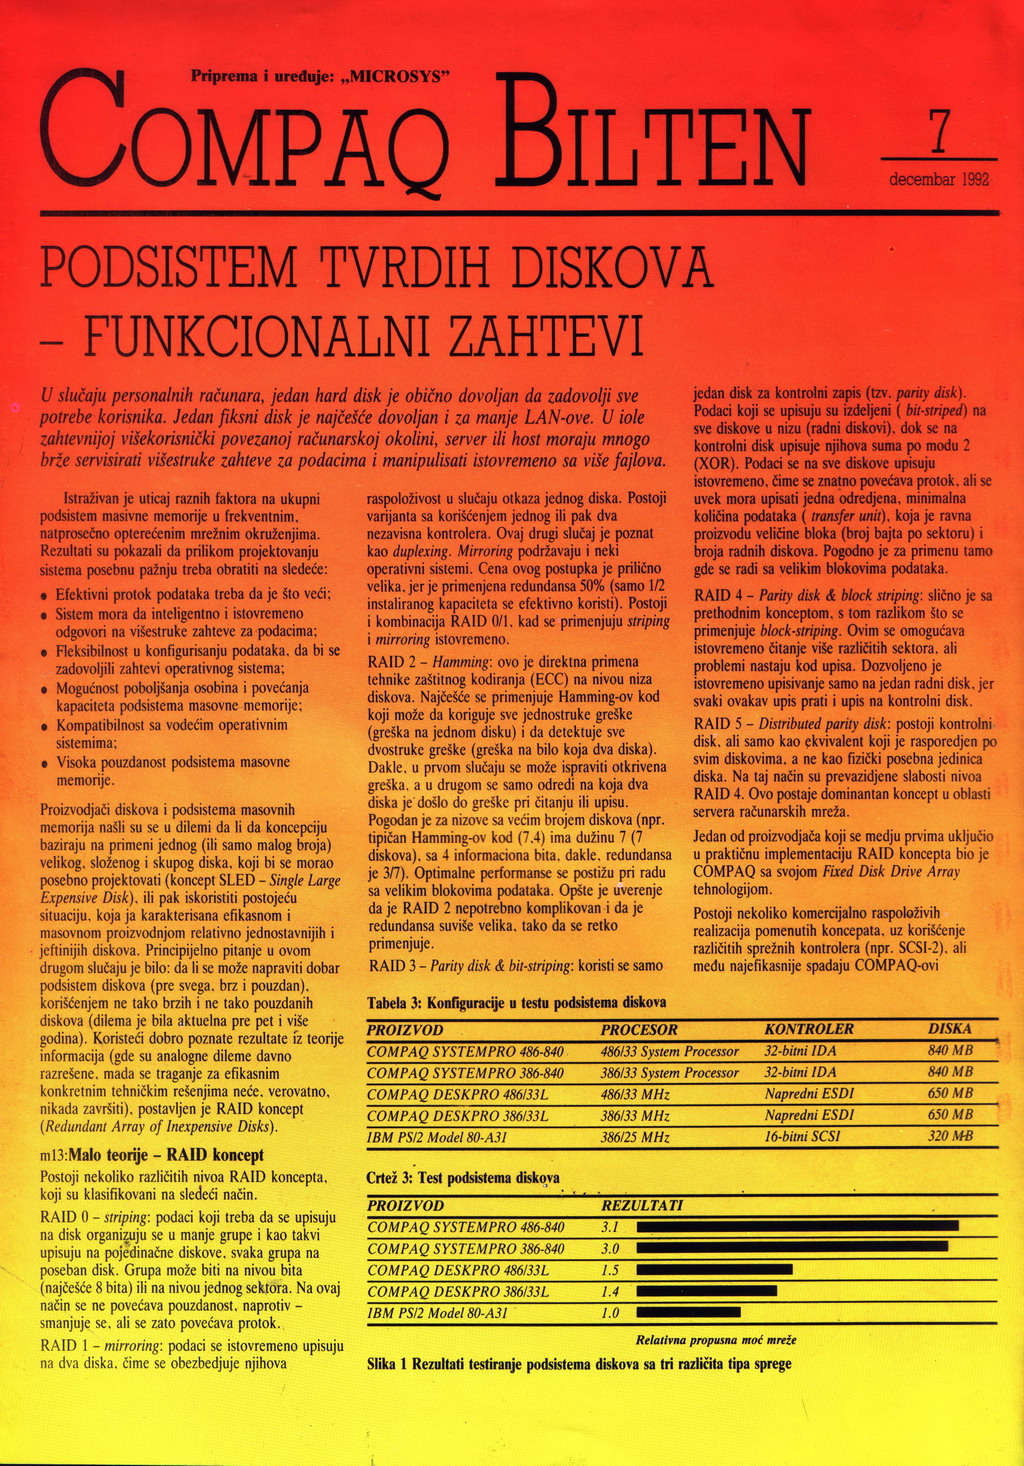 Priprema i uređuje: „MICROSYS”
COMPAQ BILTEN
7
decembar 1992
PODSISTEM TVRDIH DISKOVA
– FUNKCIONALNI ZAHTEVI
U slučaju personalnih računara, jedan hard disk je obično dovoljan da zadovolji sve
potrebe korisnika. Jedan fiksni disk je najčešće dovoljan i za manje LAN-ove. U iole
zahtevnijoj višekorisnički povezanoj računarskoj okolini, server ili host moraju mnogo
brže servisirati višestruke zahteve za podacima i manipulisati istovremeno sa više fajlova.
Istraživan je uticaj raznih faktora na ukupni
podsistem masivne memorije u frekventnim,
natprosečno opterećenim mrežnim okruženjima.
Rezultati su pokazali da prilikom projektovanju
sistema posebnu pažnju treba obratiti na sledeće:
• Efektivni protok podataka treba da je što veći;
• Sistem mora da inteligentno i istovremeno
odgovori na višestruke zahteve za podacima;
• Fleksibilnost u konfigurisanju podataka, da bi se
zadovoljili zahtevi operativnog sistema;
• Mogućnost poboljšanja osobina i povećanja
kapaciteta podsistema masovne memorije;
• Kompatibilnost sa vodećim operativnim
sistemima;
• Visoka pouzdanost podsistema masovne
memorije.
Proizvodjači diskova i podsistema masovnih
memorija našli su se u dilemi da li da koncepciju
baziraju na primeni jednog (ili samo malog broja)
velikog, složenog i skupog diska, koji bi se morao
posebno projektovati (koncept SLED – Single Large
Expensive Disk), ili pak iskoristiti postojeću
situaciju, koja ja karakterisana efikasnom i
masovnom proizvodnjom relativno jednostavnijih i
jeftinijih diskova. Principijelno pitanje u ovom
drugom slučaju je bilo: da li se može napraviti dobar
podsistem diskova (pre svega, brz i pouzdan),
korišćenjem ne tako brzih i ne tako pouzdanih
diskova (dilema je bila aktuelna pre pet i više
godina). Koristeći dobro poznate rezultate iz teorije
informacija (gde su analogne dileme davno
razrešene, mada se traganje za efikasnim
konkretnim tehničkim rešenjima neće, verovatno,
nikada završiti), postavljen je RAID koncept
(Redundant Array of Inexpensive Disks).
m13:Malo teorije – RAID koncept
Postoji nekoliko različitih nivoa RAID koncepta,
koji su klasifikovani na sledeći način.
RAID 0 – striping: podaci koji treba da se upisuju
na disk organizuju se u manje grupe i kao takvi
upisuju na pojedinačne diskove, svaka grupa na
poseban disk. Grupa može biti na nivou bita
(najčešće 8 bita) ili na nivou jednog sektora. Na ovaj
način se ne povećava pouzdanost, naprotiv –
smanjuje se, ali se zato povećava protok.
RAID 1 – mirroring: podaci se istovremeno upisuju
na dva diska, čime se obezbedjuje njihova
raspoloživost u slučaju otkaza jednog diska. Postoji
varijanta sa korišćenjem jednog ili pak dva
nezavisna kontrolera. Ovaj drugi slučaj je poznat
kao duplexing. Mirroring podržavaju i neki
operativni sistemi. Cena ovog postupka je prilično
velika, jer je primenjena redundansa 50% (samo 1/2
instaliranog kapaciteta se efektivno koristi). Postoji
i kombinacija RAID 0/1, kad se primenjuju striping
i mirroring istovremeno.
RAID 2 – Hamming: ovo je direktna primena
tehnike zaštitnog kodiranja (ECC) na nivou niza
diskova. Najčešće se primenjuje Hamming-ov kod
koji može da koriguje sve jednostruke greške
(greška na jednom disku) i da detektuje sve
dvostruke greške (greška na bilo koja dva diska).
Dakle, u prvom slučaju se može ispraviti otkrivena
greška, a u drugom se samo odredi na koja dva
diska je došlo do greške pri čitanju ili upisu.
Pogodan je za nizove sa većim brojem diskova (npr.
tipičan Hamming-ov kod (7,4) ima dužinu 7 (7
diskova), sa 4 informaciona bita, dakle, redundansa
je 3/7). Optimalne performanse se postižu pri radu
sa velikim blokovima podataka. Opšte je uverenje
da je RAID 2 nepotrebno komplikovan i da je
redundansa suviše velika, tako da se retko
primenjuje.
RAID 3 – Parity disk & bit-striping: koristi se samo
jedan disk za kontrolni zapis (tzv. parity disk).
Podaci koji se upisuju su izdeljeni ( bit-striped) na
sve diskove u nizu (radni diskovi), dok se na
kontrolni disk upisuje njihova suma po modu 2
(XOR). Podaci se na sve diskove upisuju
istovremeno, čime se znatno povećava protok, ali se
uvek mora upisati jedna odredjena, minimalna
količina podataka ( transfer unit), koja je ravna
proizvodu veličine bloka (broj bajta po sektoru) i
broja radnih diskova. Pogodno je za primenu tamo
gde se radi sa velikim blokovima podataka.
RAID 4 – Parity disk & block striping: slično je sa
prethodnim konceptom, s tom razlikom što se
primenjuje block-striping. Ovim se omogućava
istovremeno čitanje više različitih sektora, ali
problemi nastaju kod upisa. Dozvoljeno je
istovremeno upisivanje samo na jedan radni disk, jer
svaki ovakav upis prati i upis na kontrolni disk.
RAID 5 – Distributed parity disk: postoji kontrolni
disk, ali samo kao ekvivalent koji je rasporedjen po
svim diskovima, a ne kao fizički posebna jedinica
diska. Na taj način su prevazidjene slabosti nivoa
RAID 4. Ovo postaje dominantan koncept u oblasti
servera računarskih mreža.
Jedan od proizvodjača koji se medju prvima uključio
u praktičnu implementaciju RAID koncepta bio je
COMPAQ sa svojom Fixed Disk Drive Array
tehnologijom.
Postoji nekoliko komercijalno raspoloživih
realizacija pomenutih koncepata, uz korišćenje
različitih sprežnih kontrolera (npr. SCSI-2), ali
među najefikasnije spadaju COMPAQ-ovi
Tabela 3: Konfiguracije u testu podsistema diskova
PROIZVOD PROCESOR KONTROLER DISKA
COMPAQ SYSTEMPRO 486-840 486/33 System Processor 32-bitni IDA 840 MB
COMPAQ SYSTEMPRO 386-840 386/33 System Processor 32-bitni IDA 840 MB
COMPAQ DESKPRO 486/33L 486/33 MHz Napredni ESDI 650 MB
COMPAQ DESKPRO 386/33L 386/33 MHz Napredni ESDI 650 MB
IBM PS/2 Model 80-A31 386/25 MHz 16-bitni SCSI 320 MB
Crtež 3: Test podsistema diskova
PROIZVOD REZULTATI
COMPAQ SYSTEMPRO 486-840 3.1
COMPAQ SYSTEMPRO 386-840 3.0
COMPAQ DESKPRO 486/33L 1.5
COMPAQ DESKPRO 386/33L 1.4
IBM PS/2 Model 80-A31 1.0
Relativna propusna moć mreže
Slika 1 Rezultati testiranje podsistema diskova sa tri različita tipa sprege